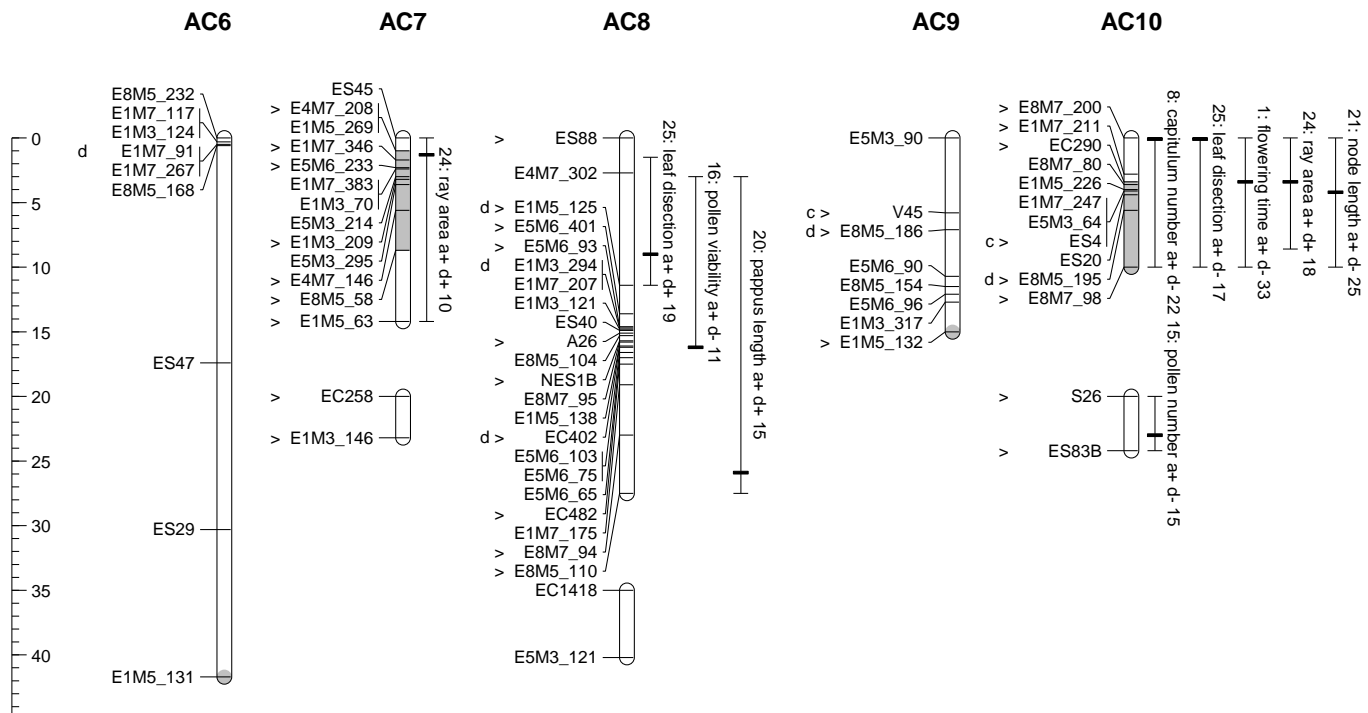 AC6
AC7
AC8
AC9
AC10
0
5
10
15
20
25
30
35
40
E8M5_232
E1M7_117
E1M3_124
d E1M7_91
E1M7_267
E8M5_168
ES47
ES29
E1M5_131
ES45
> E4M7_208
E1M5_269
> E1M7_346
> E5M6_233
E1M7_383
E1M3_70
E5M3_214
> E1M3_209
E5M3_295
> E4M7_146
> E8M5_58
> E1M5_63
> EC258
> E1M3_146
24: ray area a+ d+ 10
> ES88
E4M7_302
d > E1M5_125
> E5M6_401
> E5M6_93
d E1M3_294
E1M7_207
E1M3_121
ES40
> A26
E8M5_104
> NES1B
E8M7_95
E1M5_138
d > EC402
E5M6_103
E5M6_75
E5M6_65
> EC482
E1M7_175
> E8M7_94
> E8M5_110
EC1418
E5M3_121
25: leaf disection a+ d+ 19
16: pollen viability a+ d- 11
20: pappus length a+ d+ 15
E5M3_90
c > V45
d > E8M5_186
E5M6_90
E8M5_154
E5M6_96
E1M3_317
> E1M5_132
> E8M7_200
> E1M7_211
> EC290
E8M7_80
E1M5_226
E1M7_247
E5M3_64
c > ES4
ES20
d > E8M5_195
> E8M7_98
> S26
> ES83B
8: capitulum number a+ d- 22
15: pollen number a+ d- 15
25: leaf disection a+ d- 17
1: flowering time a+ d- 33
24: ray area a+ d+ 18
21: node length a+ d- 25